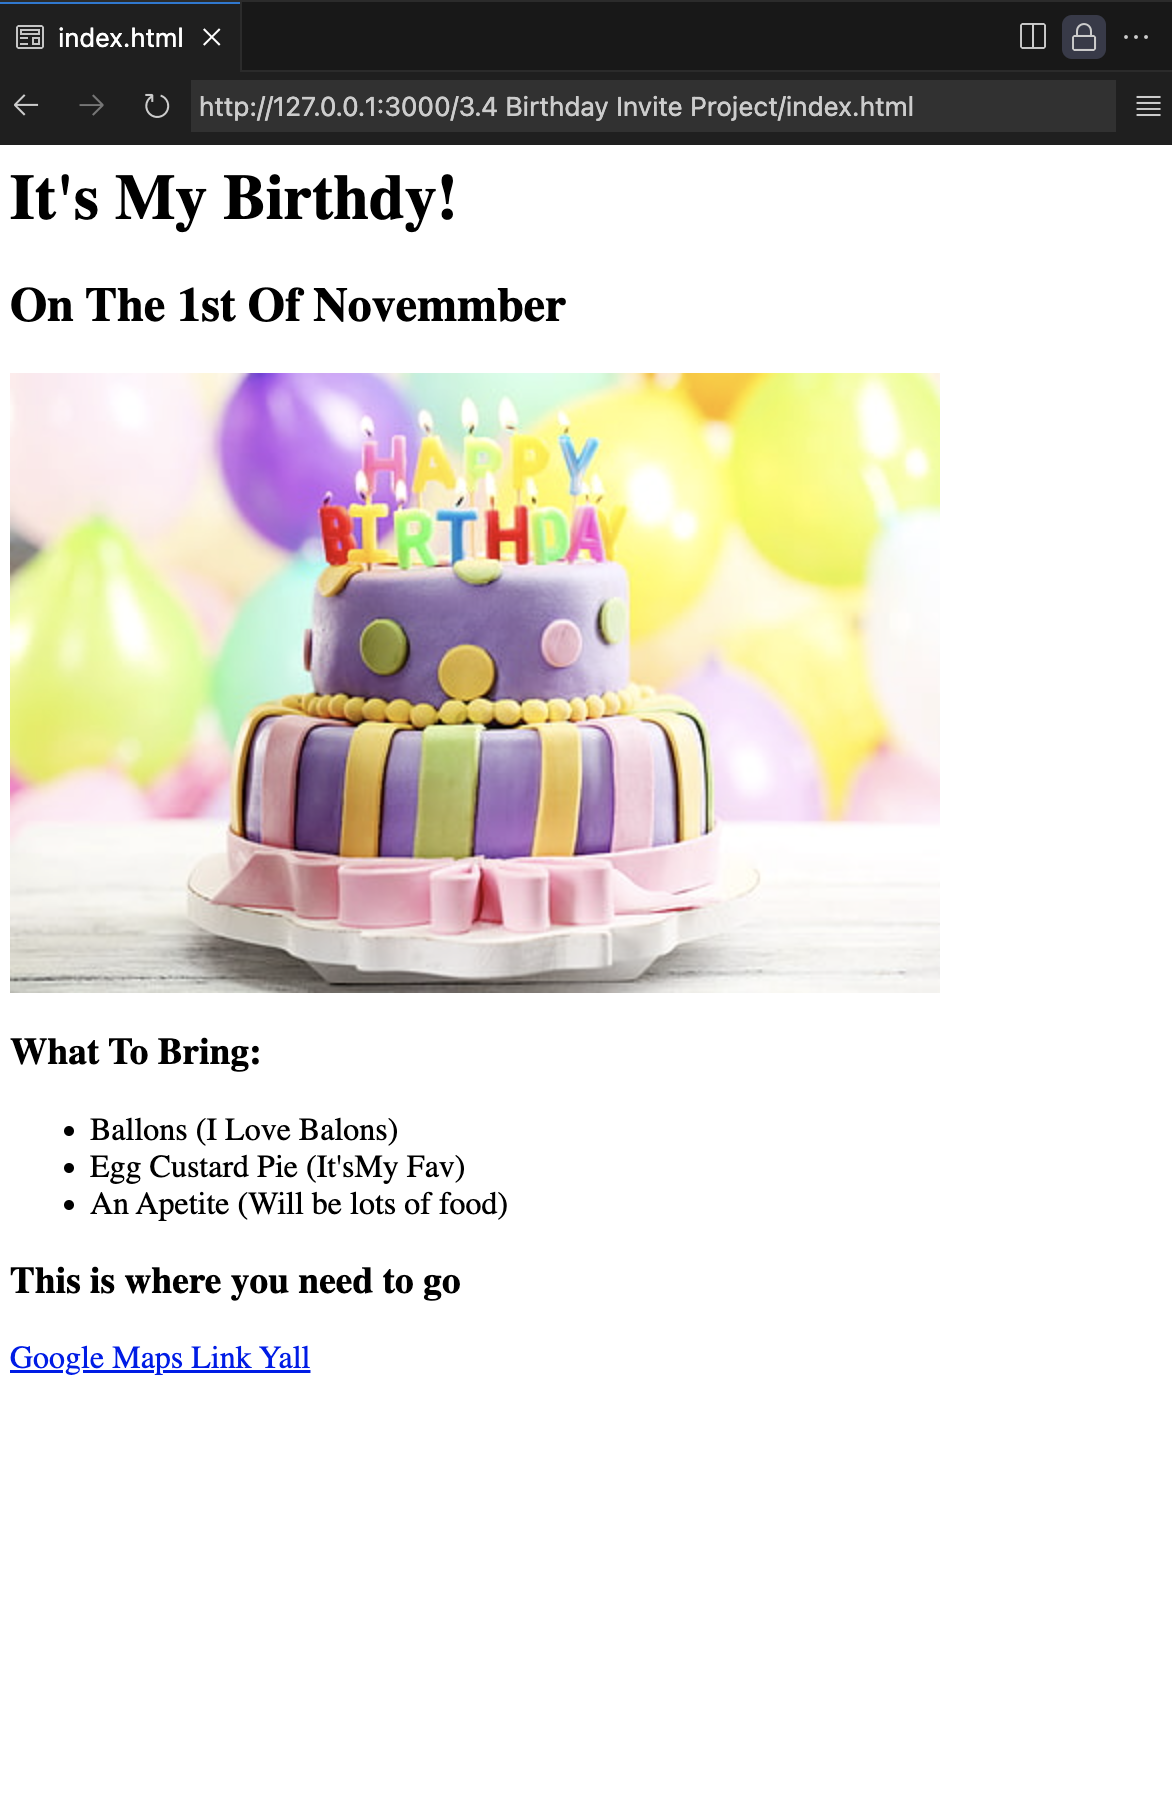 index.html
http://127.0.0.1:3000/3.4 Birthday Invite Project/index.html
It's My Birthdy!
On The 1st Of Novemmber
HAPPY
BIRTHDAY
What To Bring:
Ballons (I Love Balons)
Egg Custard Pie (It'sMy Fav)
An Apetite (Will be lots of food)
This is where you need to go
Google Maps Link Yall